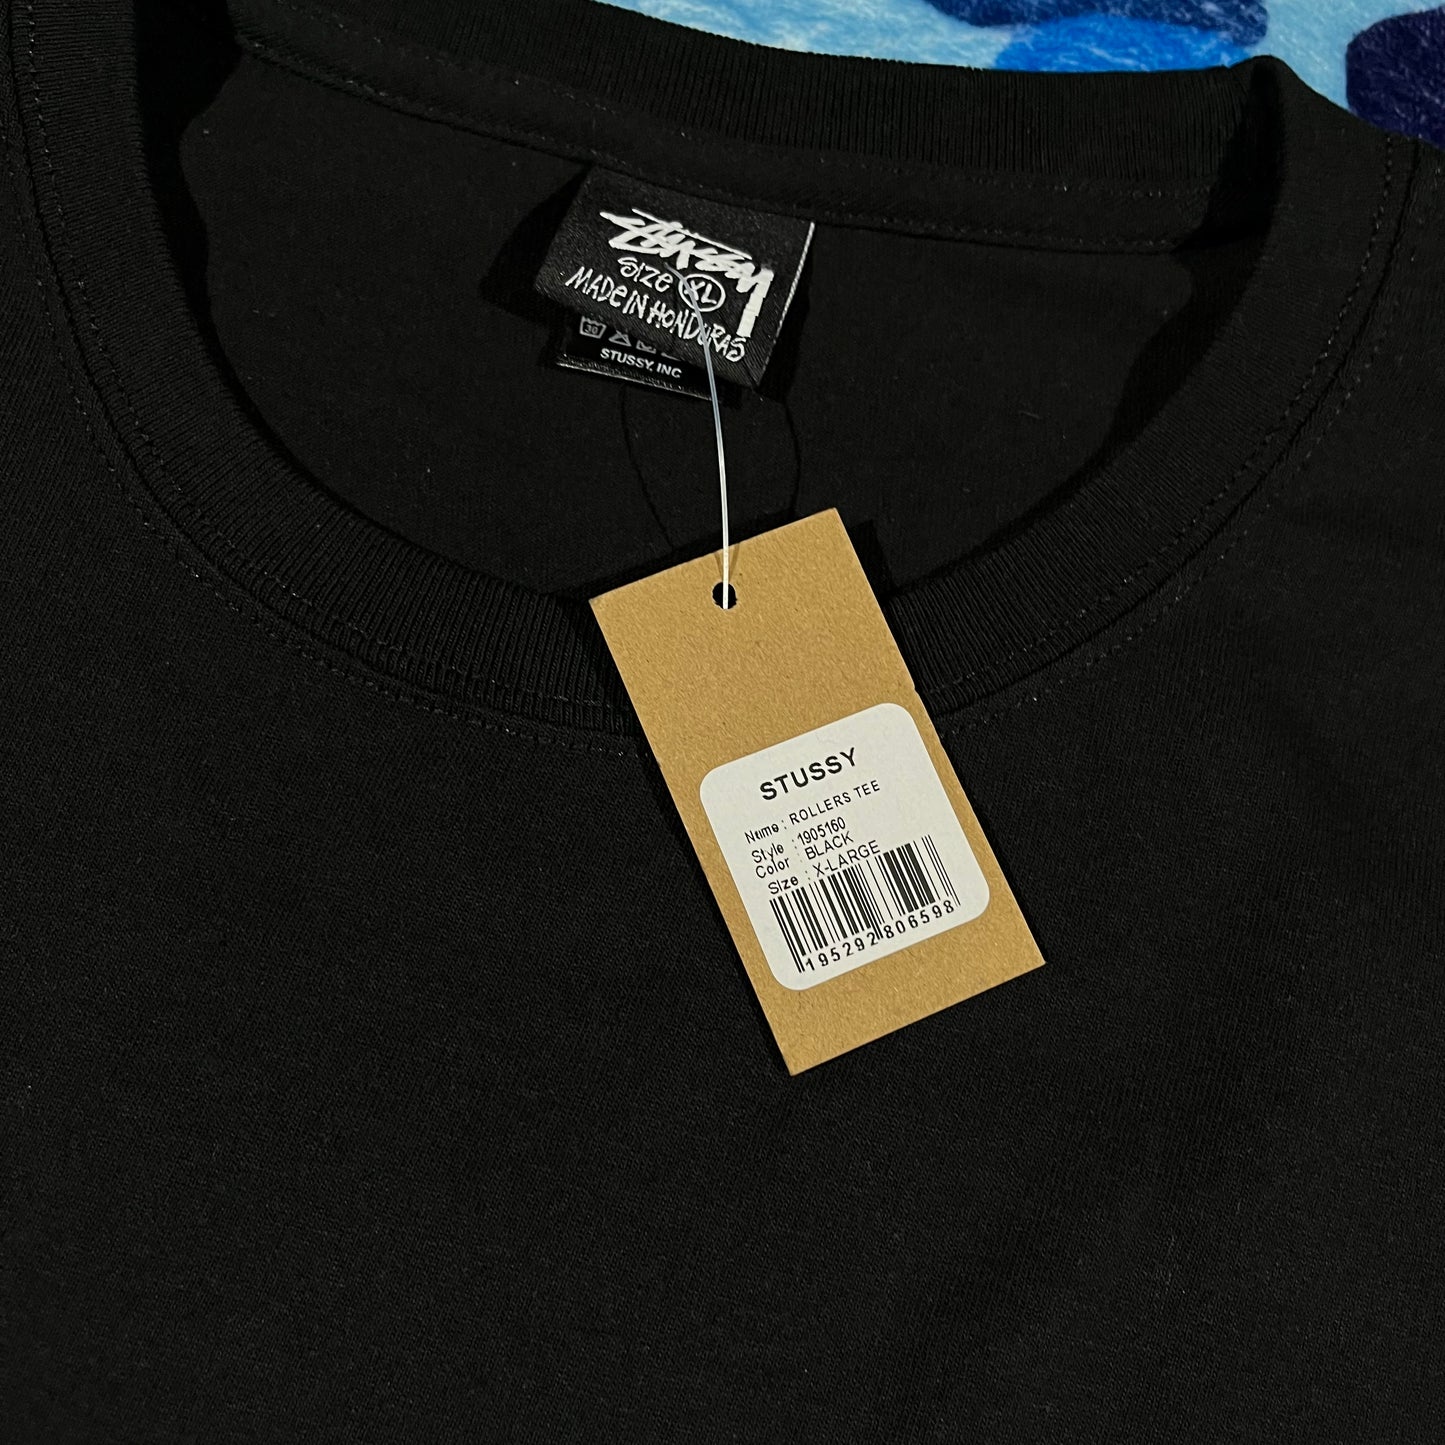 Stüssy
SIZE XL
MADE IN HONDURAS
30
STUSSY, INC
STUSSY
Name : ROLLERS TEE
Style : 1905160
Color : BLACK
Size : X-LARGE
195292806598